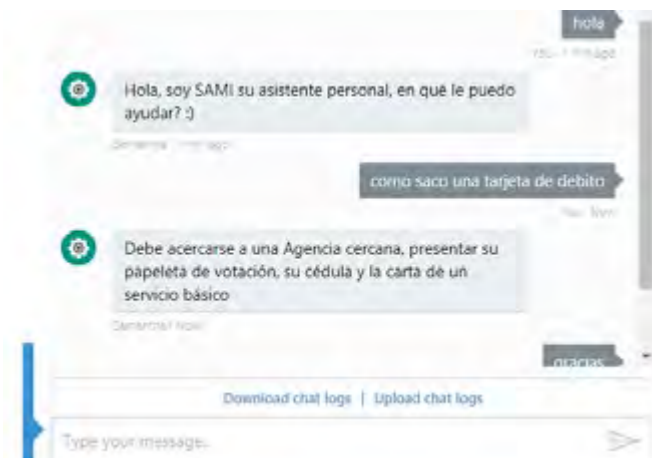 hola
Hola, soy SAMI su asistente personal, en qué le puedo
ayudar? :)
como saco una tarjeta de debito
Debe acercarse a una Agencia cercana, presentar su
papeleta de votación, su cédula y la carta de un
servicio básico
gracias
Download chat logs | Upload chat logs
Type your message..